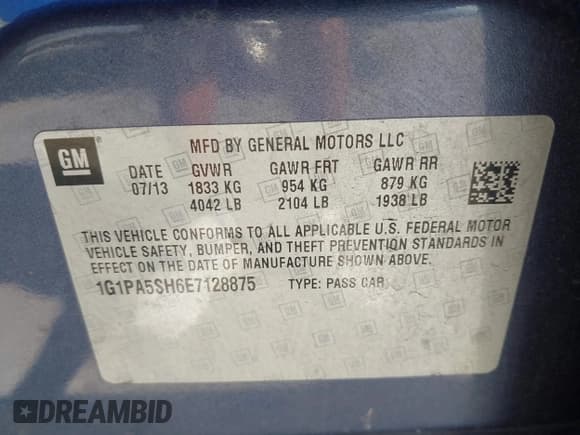 GM
MFD BY GENERAL MOTORS LLC
DATE GVWR GAWR FRT GAWR RR
07/13 1833 KG 954 KG 879 KG
4042 LB 2104 LB 1938 LB
THIS VEHICLE CONFORMS TO ALL APPLICABLE U.S. FEDERAL MOTOR
VEHICLE SAFETY, BUMPER, AND THEFT PREVENTION STANDARDS IN
EFFECT ON THE DATE OF MANUFACTURE SHOWN ABOVE.
1G1PA5SH6E7128875 TYPE: PASS CAR
DREAMBID